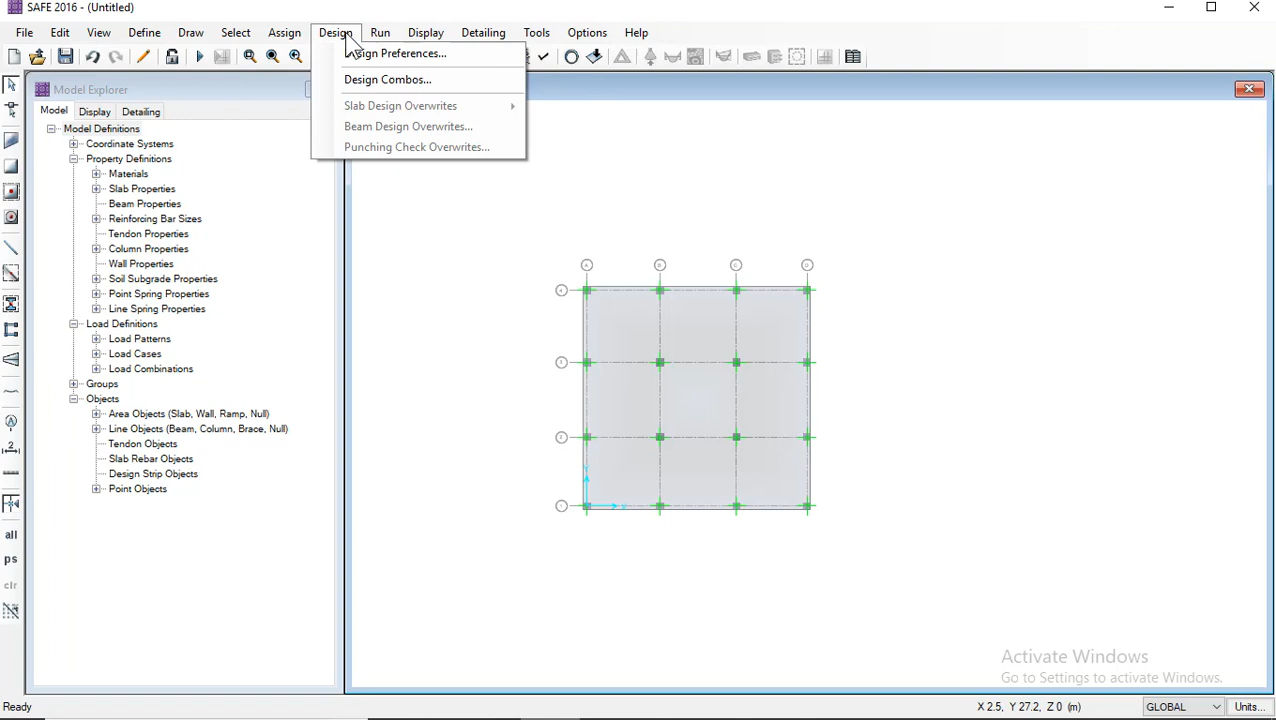 SAFE 2016 - (Untitled)
File Edit View Define Draw Select Assign Design Run Display Detailing Tools Options Help
Design Combos...
Slab Design Overwrites
Beam Design Overwrites...
Punching Check Overwrites...
Preferences...
Model Explorer
Model Display Detailing
Model Definitions
Coordinate Systems
Property Definitions
Materials
Slab Properties
Beam Properties
Reinforcing Bar Sizes
Tendon Properties
Column Properties
Wall Properties
Soil Subgrade Properties
Point Spring Properties
Line Spring Properties
Load Definitions
Load Patterns
Load Cases
Load Combinations
Groups
Objects
Area Objects (Slab, Wall, Ramp, Null)
Line Objects (Beam, Column, Brace, Null)
Tendon Objects
Slab Rebar Objects
Design Strip Objects
Point Objects
all
ps
clr
Activate Windows
Go to Settings to activate Windows.
Ready
X 2.5, Y 27.2, Z 0 (m)
GLOBAL
Units...